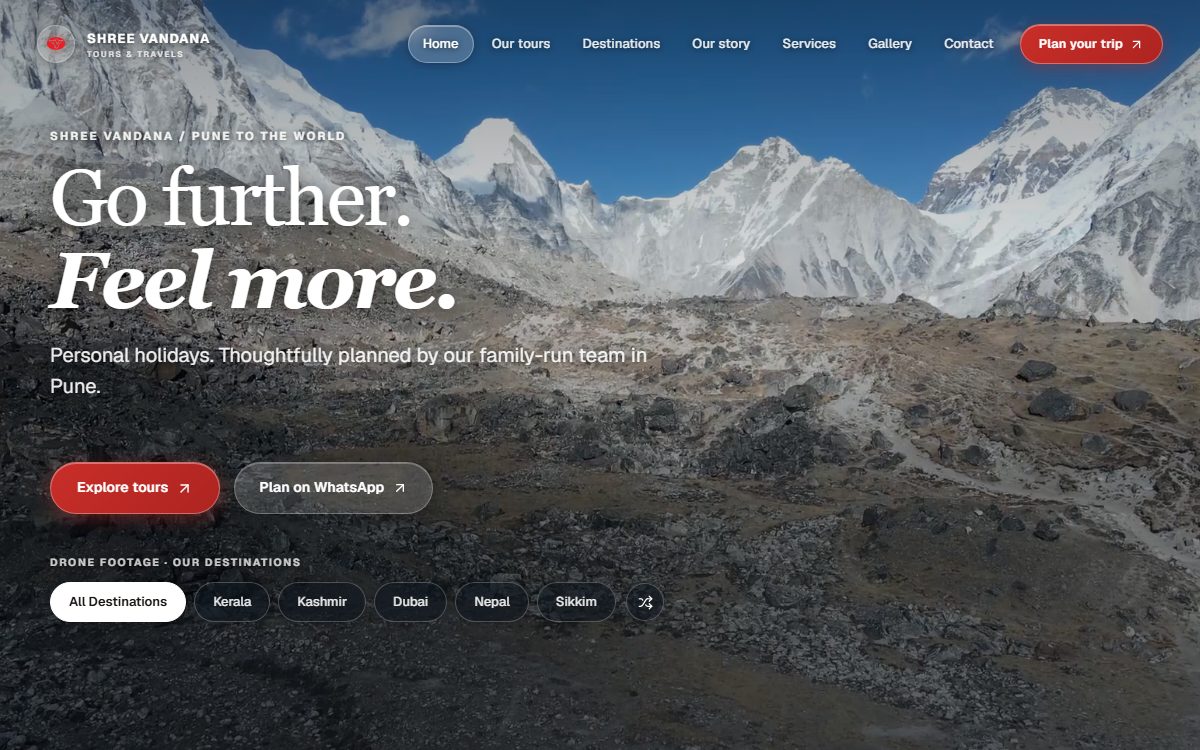 SHREE VANDANA
TOURS & TRAVELS
Home
Our tours
Destinations
Our story
Services
Gallery
Contact
Plan your trip
SHREE VANDANA / PUNE TO THE WORLD
Go further.
Feel more.
Personal holidays. Thoughtfully planned by our family-run team in
Pune.
Explore tours
Plan on WhatsApp
DRONE FOOTAGE · OUR DESTINATIONS
All Destinations
Kerala
Kashmir
Dubai
Nepal
Sikkim